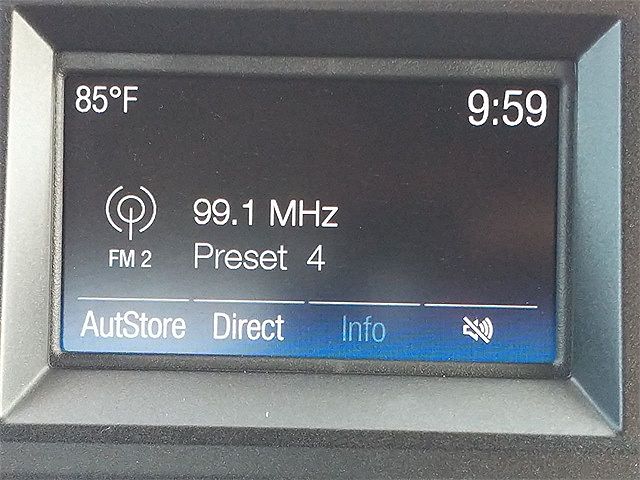 85°F
9:59
99.1 MHz
FM 2
Preset 4
AutStore Direct Info